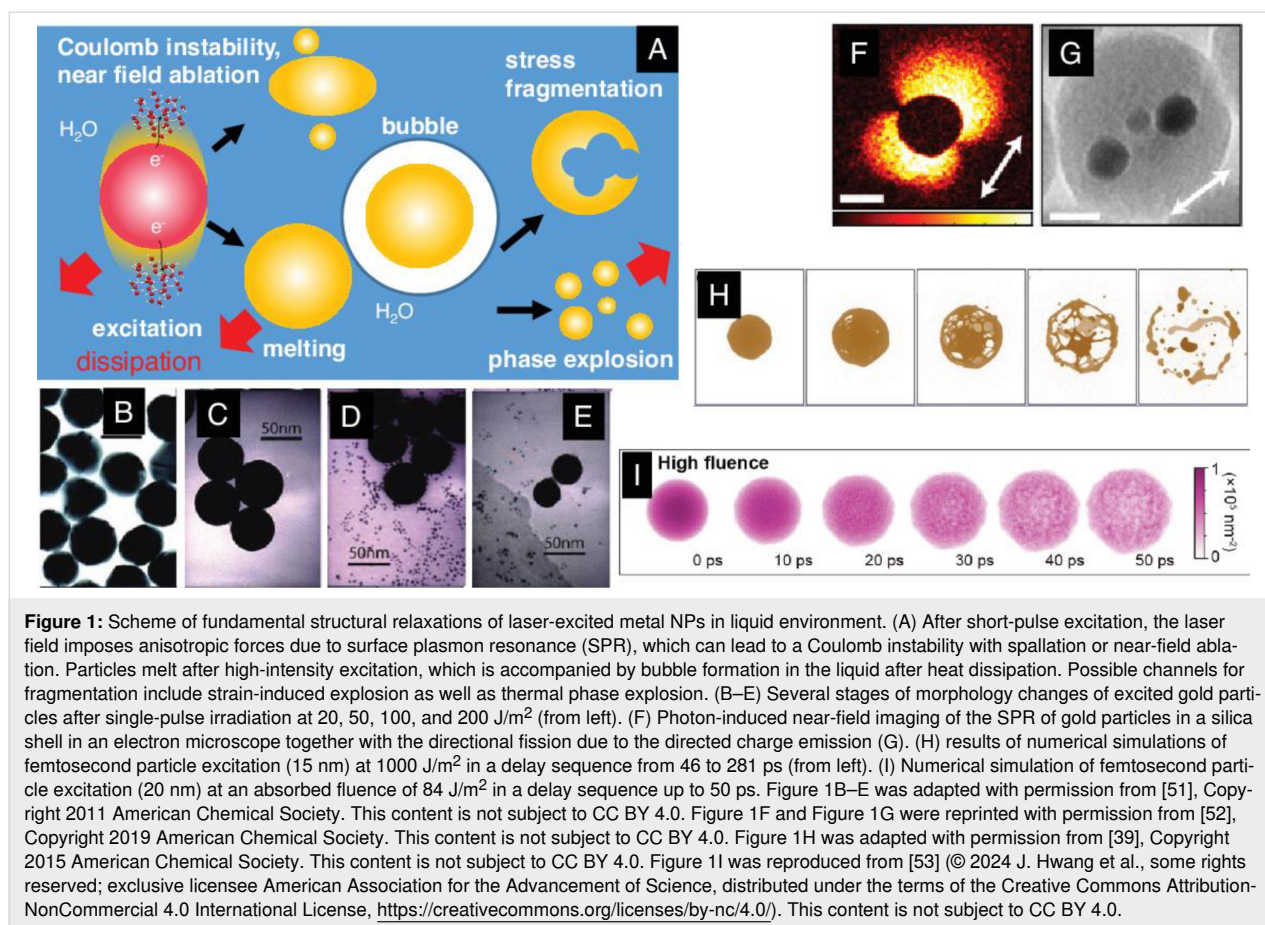 Coulomb instability,
near field ablation
A
stress
fragmentation
H₂O
bubble
e⁻
e⁻
H₂O
excitation
dissipation
melting
phase explosion
F
G
H
B
C
50nm
D
50nm
E
50nm
I
High fluence
0 ps
10 ps
20 ps
30 ps
40 ps
50 ps
1
0
Figure 1: Scheme of fundamental structural relaxations of laser-excited metal NPs in liquid environment. (A) After short-pulse excitation, the laser
field imposes anisotropic forces due to surface plasmon resonance (SPR), which can lead to a Coulomb instability with spallation or near-field abla-
tion. Particles melt after high-intensity excitation, which is accompanied by bubble formation in the liquid after heat dissipation. Possible channels for
fragmentation include strain-induced explosion as well as thermal phase explosion. (B–E) Several stages of morphology changes of excited gold parti-
cles after single-pulse irradiation at 20, 50, 100, and 200 J/m² (from left). (F) Photon-induced near-field imaging of the SPR of gold particles in a silica
shell in an electron microscope together with the directional fission due to the directed charge emission (G). (H) results of numerical simulations of
femtosecond particle excitation (15 nm) at 1000 J/m² in a delay sequence from 46 to 281 ps (from left). (I) Numerical simulation of femtosecond parti-
cle excitation (20 nm) at an absorbed fluence of 84 J/m² in a delay sequence up to 50 ps. Figure 1B–E was adapted with permission from [51], Copy-
right 2011 American Chemical Society. This content is not subject to CC BY 4.0. Figure 1F and Figure 1G were reprinted with permission from [52],
Copyright 2019 American Chemical Society. This content is not subject to CC BY 4.0. Figure 1H was adapted with permission from [39], Copyright
2015 American Chemical Society. This content is not subject to CC BY 4.0. Figure 1I was reproduced from [53] (© 2024 J. Hwang et al., some rights
reserved; exclusive licensee American Association for the Advancement of Science, distributed under the terms of the Creative Commons Attribution-
NonCommercial 4.0 International License, https://creativecommons.org/licenses/by-nc/4.0/). This content is not subject to CC BY 4.0.